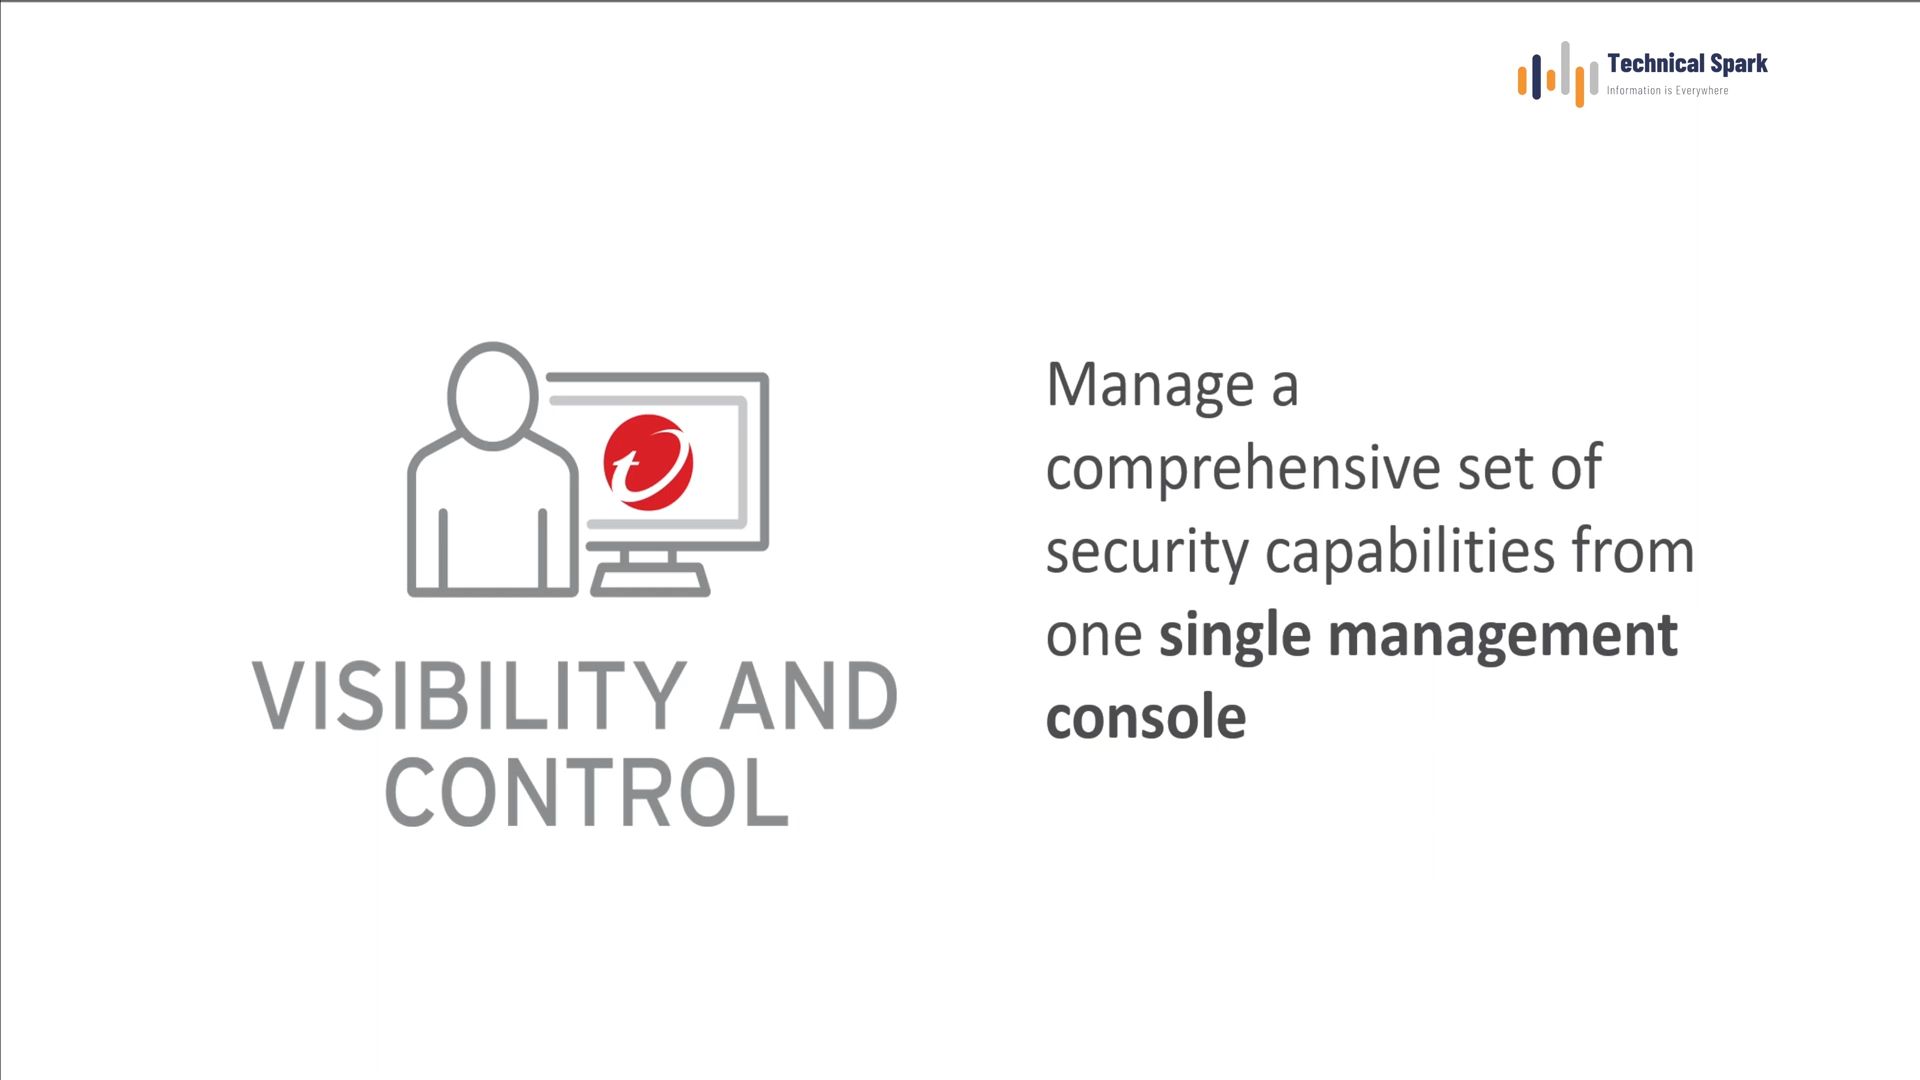 Technical Spark
Information is Everywhere
VISIBILITY AND
CONTROL
Manage a
comprehensive set of
security capabilities from
one single management
console